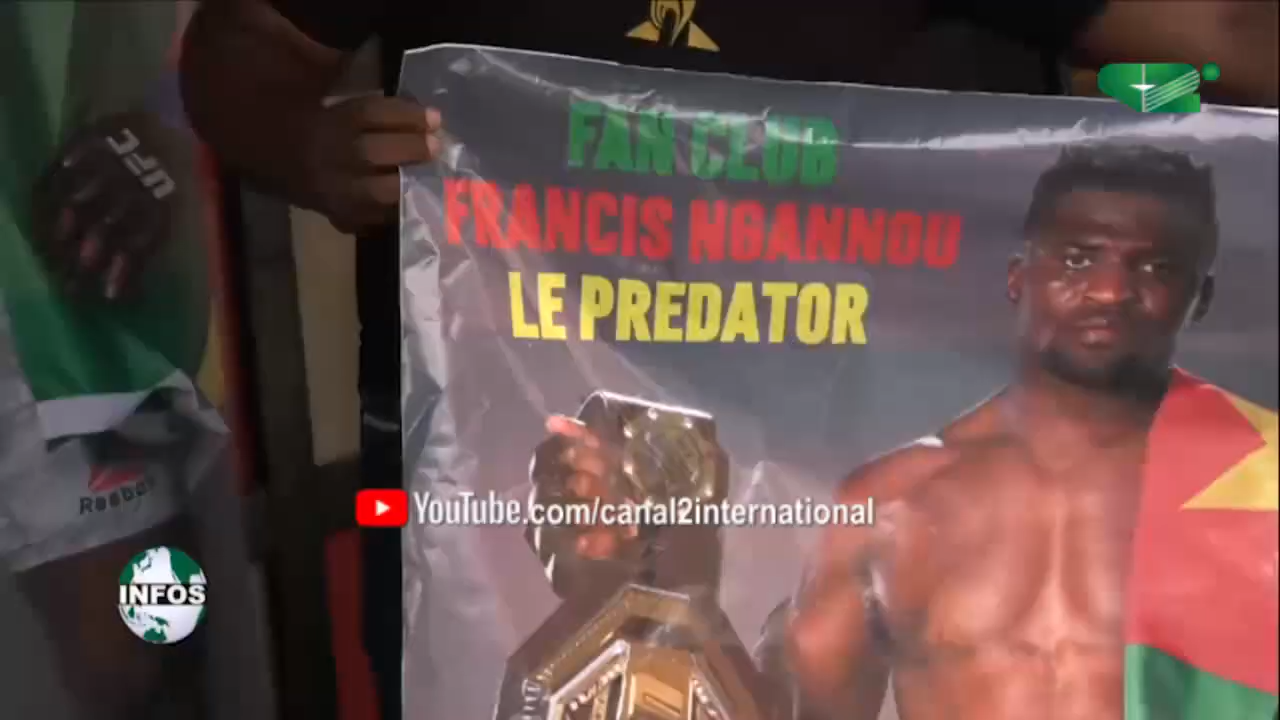 UFC
FAN CLUB
FRANCIS NGANNOU
LE PREDATOR
YouTube.com/canal2international
Reebok
INFOS